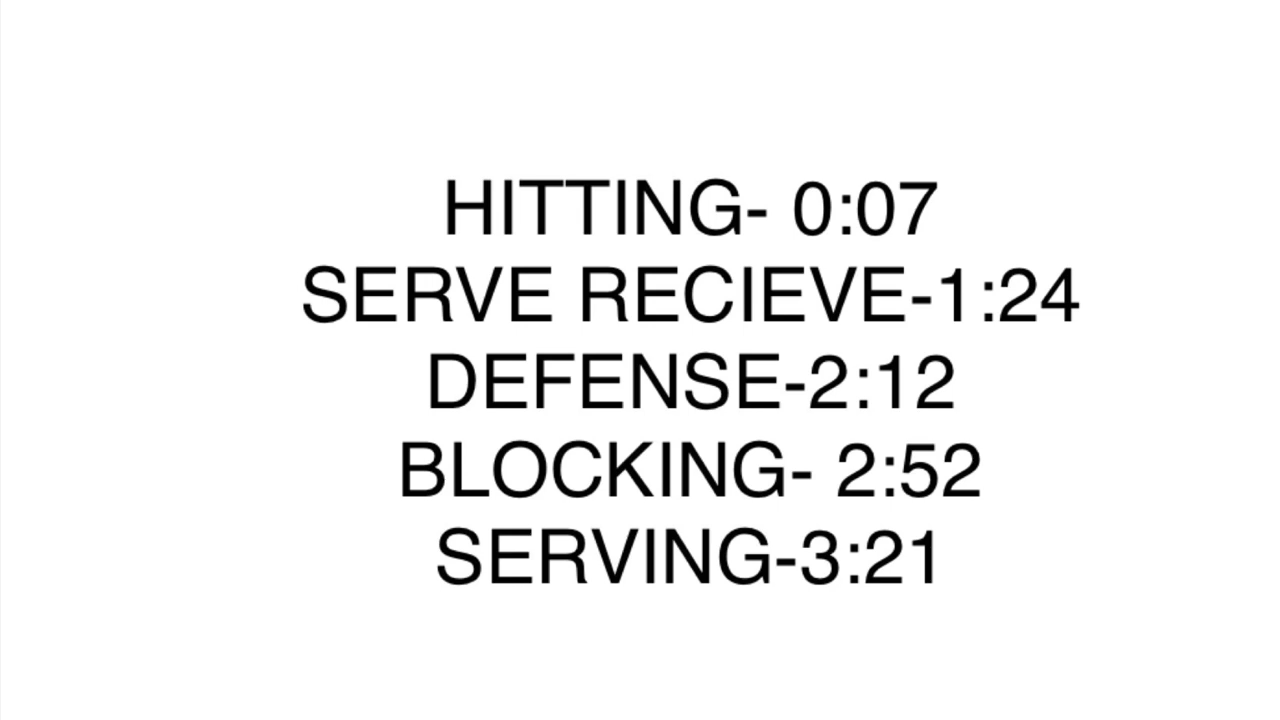 HITTING- 0:07
SERVE RECIEVE-1:24
DEFENSE-2:12
BLOCKING- 2:52
SERVING-3:21